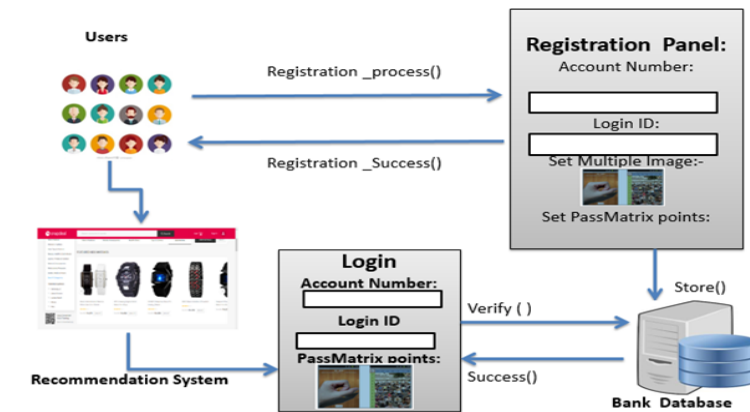 Users
Registration _process()
Registration _Success()
Registration Panel:
Account Number:
Login ID:
Set Multiple Image:-
Set PassMatrix points:
Store()
Login
Account Number:
Login ID
PassMatrix points:
Verify ( )
Success()
Recommendation System
Bank Database